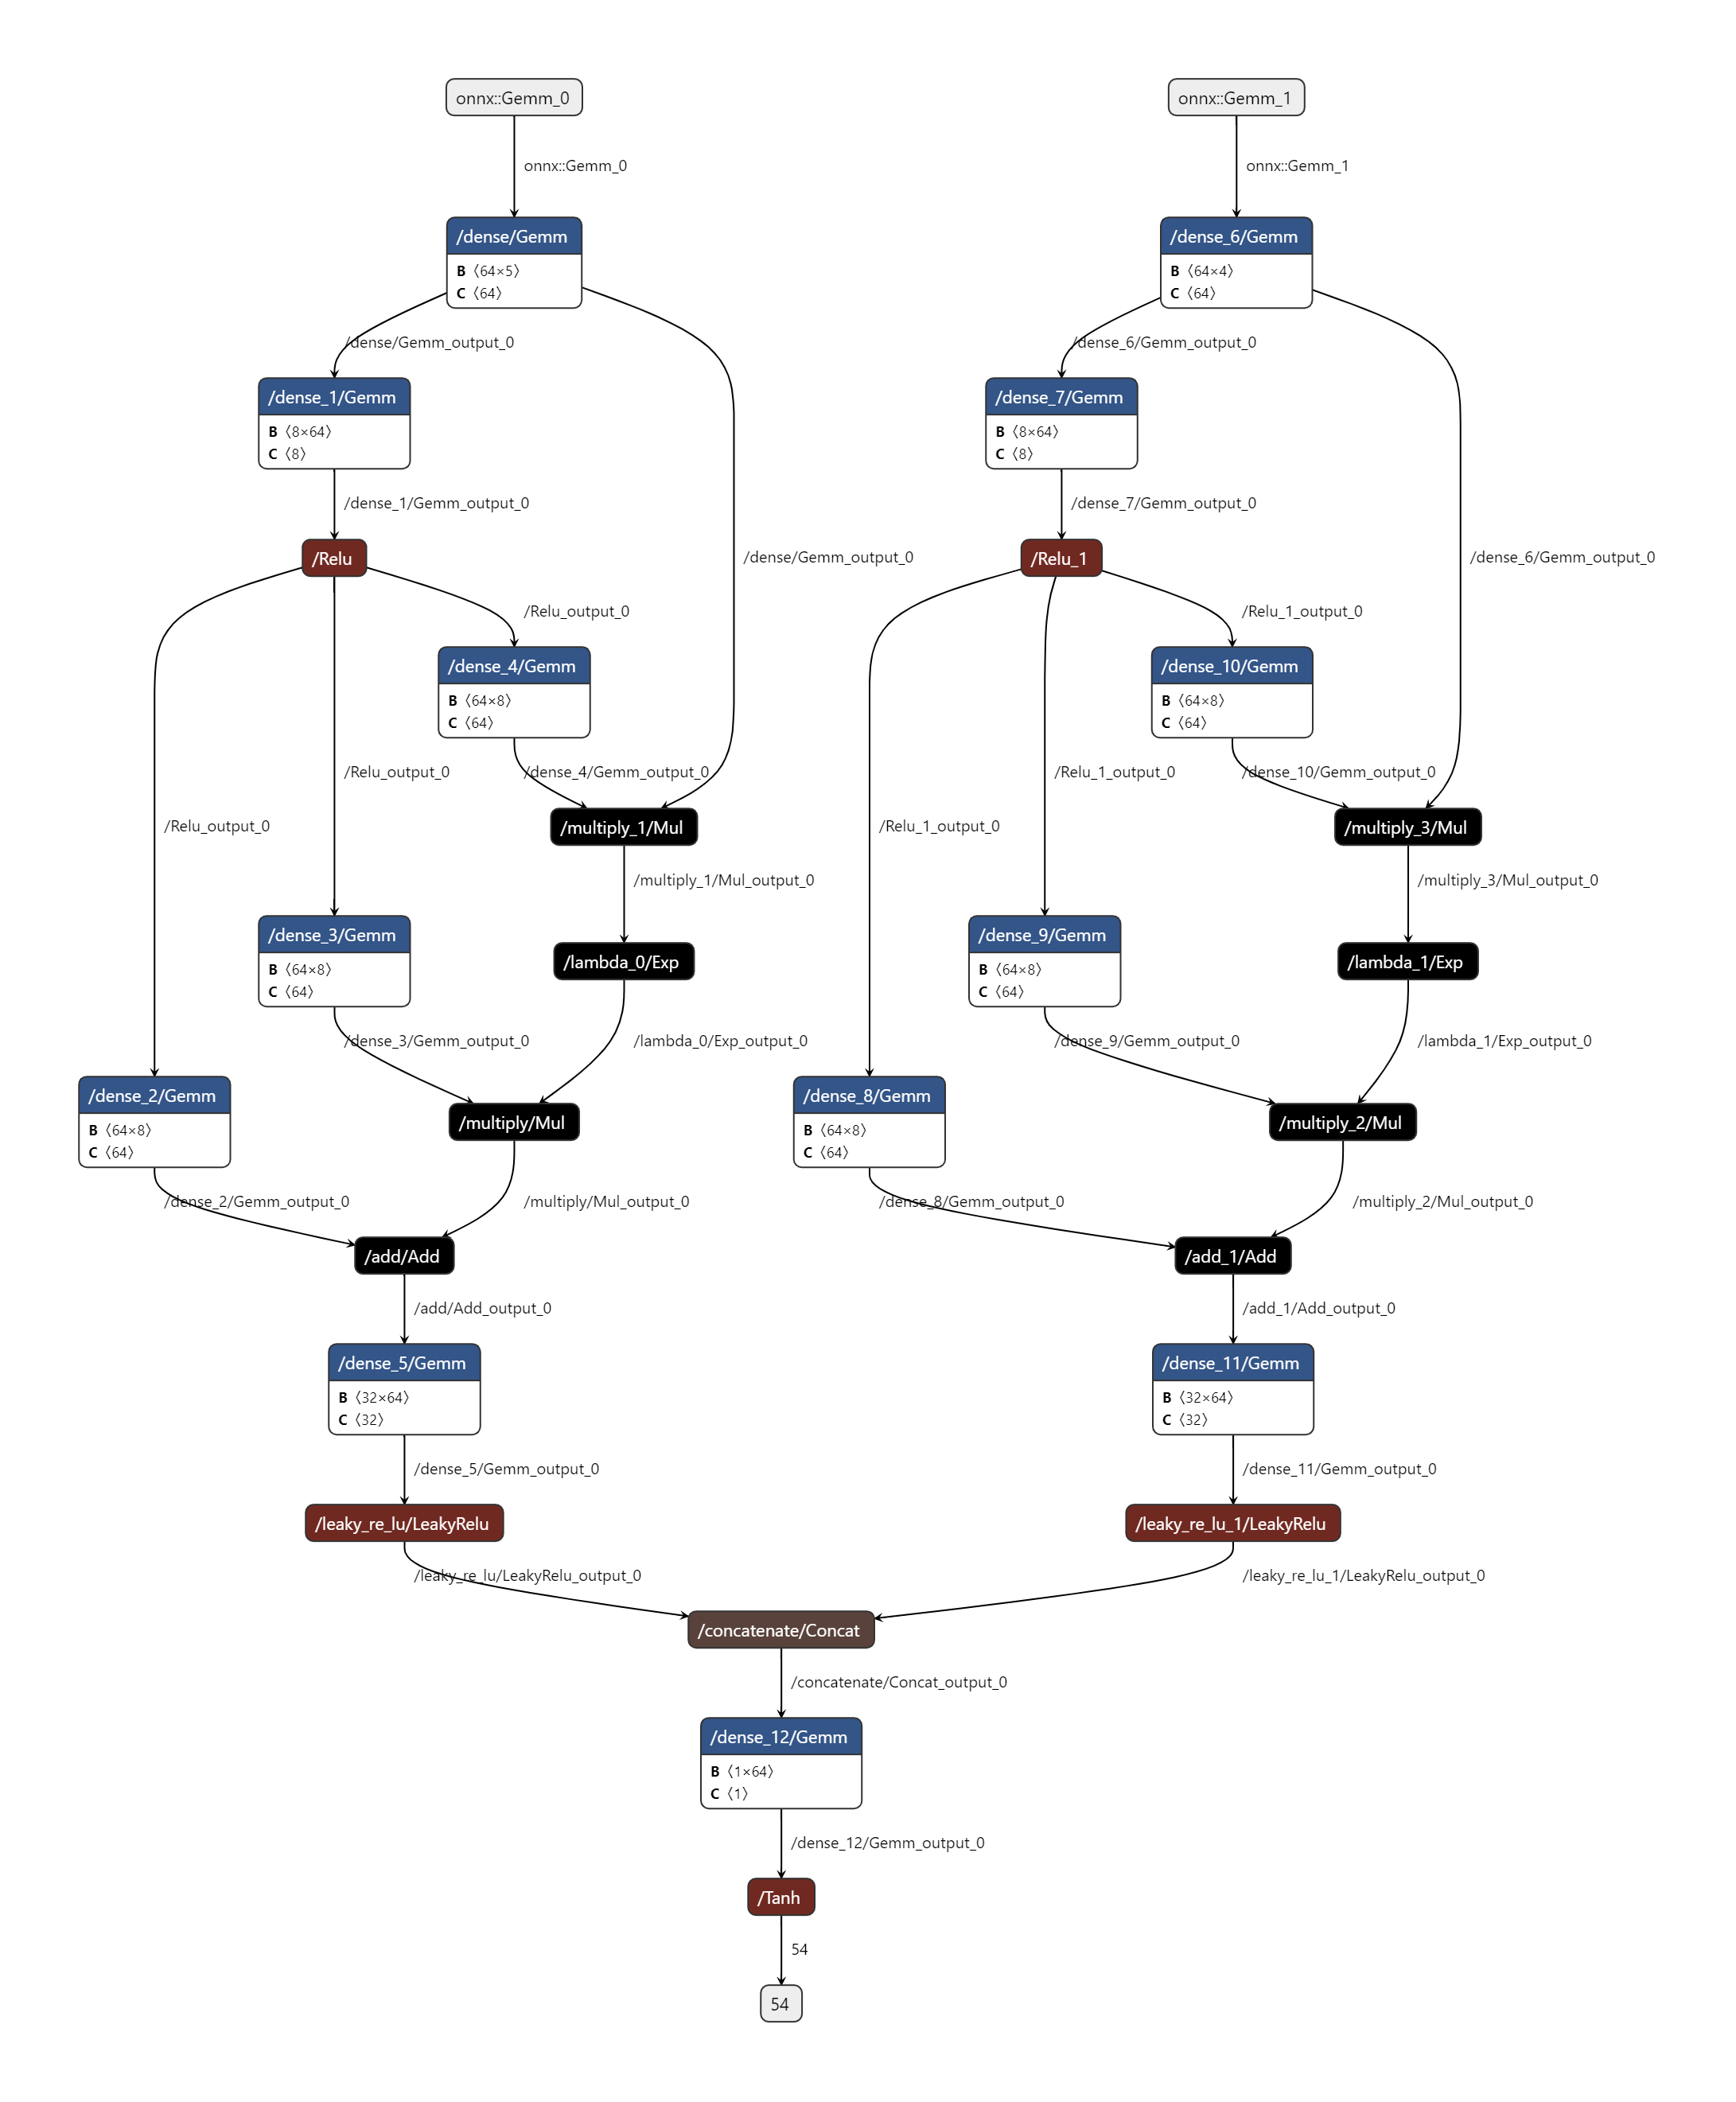 onnx::Gemm_0
onnx::Gemm_1
onnx::Gemm_0
onnx::Gemm_1
/dense/Gemm
B 〈64×5〉
C 〈64〉
/dense_6/Gemm
B 〈64×4〉
C 〈64〉
/dense/Gemm_output_0
/dense_6/Gemm_output_0
/dense_1/Gemm
B 〈8×64〉
C 〈8〉
/dense_7/Gemm
B 〈8×64〉
C 〈8〉
/dense_1/Gemm_output_0
/dense_7/Gemm_output_0
/Relu
/dense/Gemm_output_0
/Relu_1
/dense_6/Gemm_output_0
/Relu_output_0
/Relu_1_output_0
/dense_4/Gemm
B 〈64×8〉
C 〈64〉
/dense_10/Gemm
B 〈64×8〉
C 〈64〉
/Relu_output_0
/dense_4/Gemm_output_0
/Relu_1_output_0
/dense_10/Gemm_output_0
/Relu_output_0
/multiply_1/Mul
/Relu_1_output_0
/multiply_3/Mul
/multiply_1/Mul_output_0
/multiply_3/Mul_output_0
/dense_3/Gemm
B 〈64×8〉
C 〈64〉
/lambda_0/Exp
/dense_9/Gemm
B 〈64×8〉
C 〈64〉
/lambda_1/Exp
/dense_3/Gemm_output_0
/lambda_0/Exp_output_0
/dense_9/Gemm_output_0
/lambda_1/Exp_output_0
/dense_2/Gemm
B 〈64×8〉
C 〈64〉
/multiply/Mul
/dense_8/Gemm
B 〈64×8〉
C 〈64〉
/multiply_2/Mul
/dense_2/Gemm_output_0
/multiply/Mul_output_0
/dense_8/Gemm_output_0
/multiply_2/Mul_output_0
/add/Add
/add_1/Add
/add/Add_output_0
/add_1/Add_output_0
/dense_5/Gemm
B 〈32×64〉
C 〈32〉
/dense_11/Gemm
B 〈32×64〉
C 〈32〉
/dense_5/Gemm_output_0
/dense_11/Gemm_output_0
/leaky_re_lu/LeakyRelu
/leaky_re_lu_1/LeakyRelu
/leaky_re_lu/LeakyRelu_output_0
/leaky_re_lu_1/LeakyRelu_output_0
/concatenate/Concat
/concatenate/Concat_output_0
/dense_12/Gemm
B 〈1×64〉
C 〈1〉
/dense_12/Gemm_output_0
/Tanh
54
54